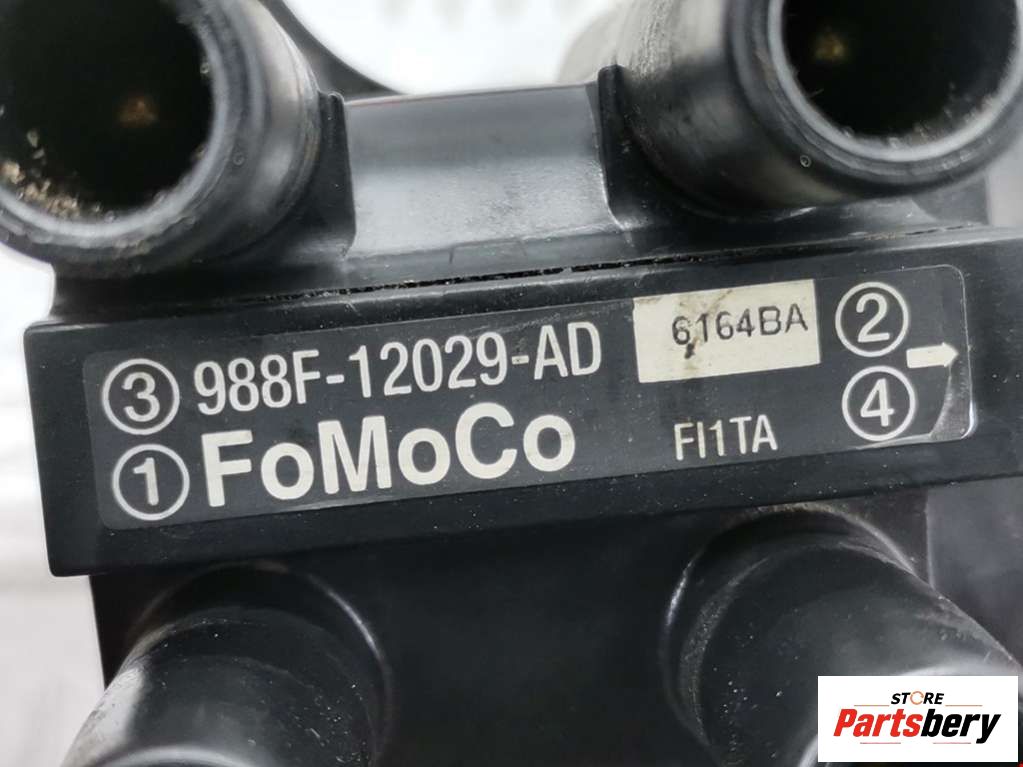 ③ 988F-12029-AD 6164BA ②
① FoMoCo FI1TA ④
STORE
Partsbery